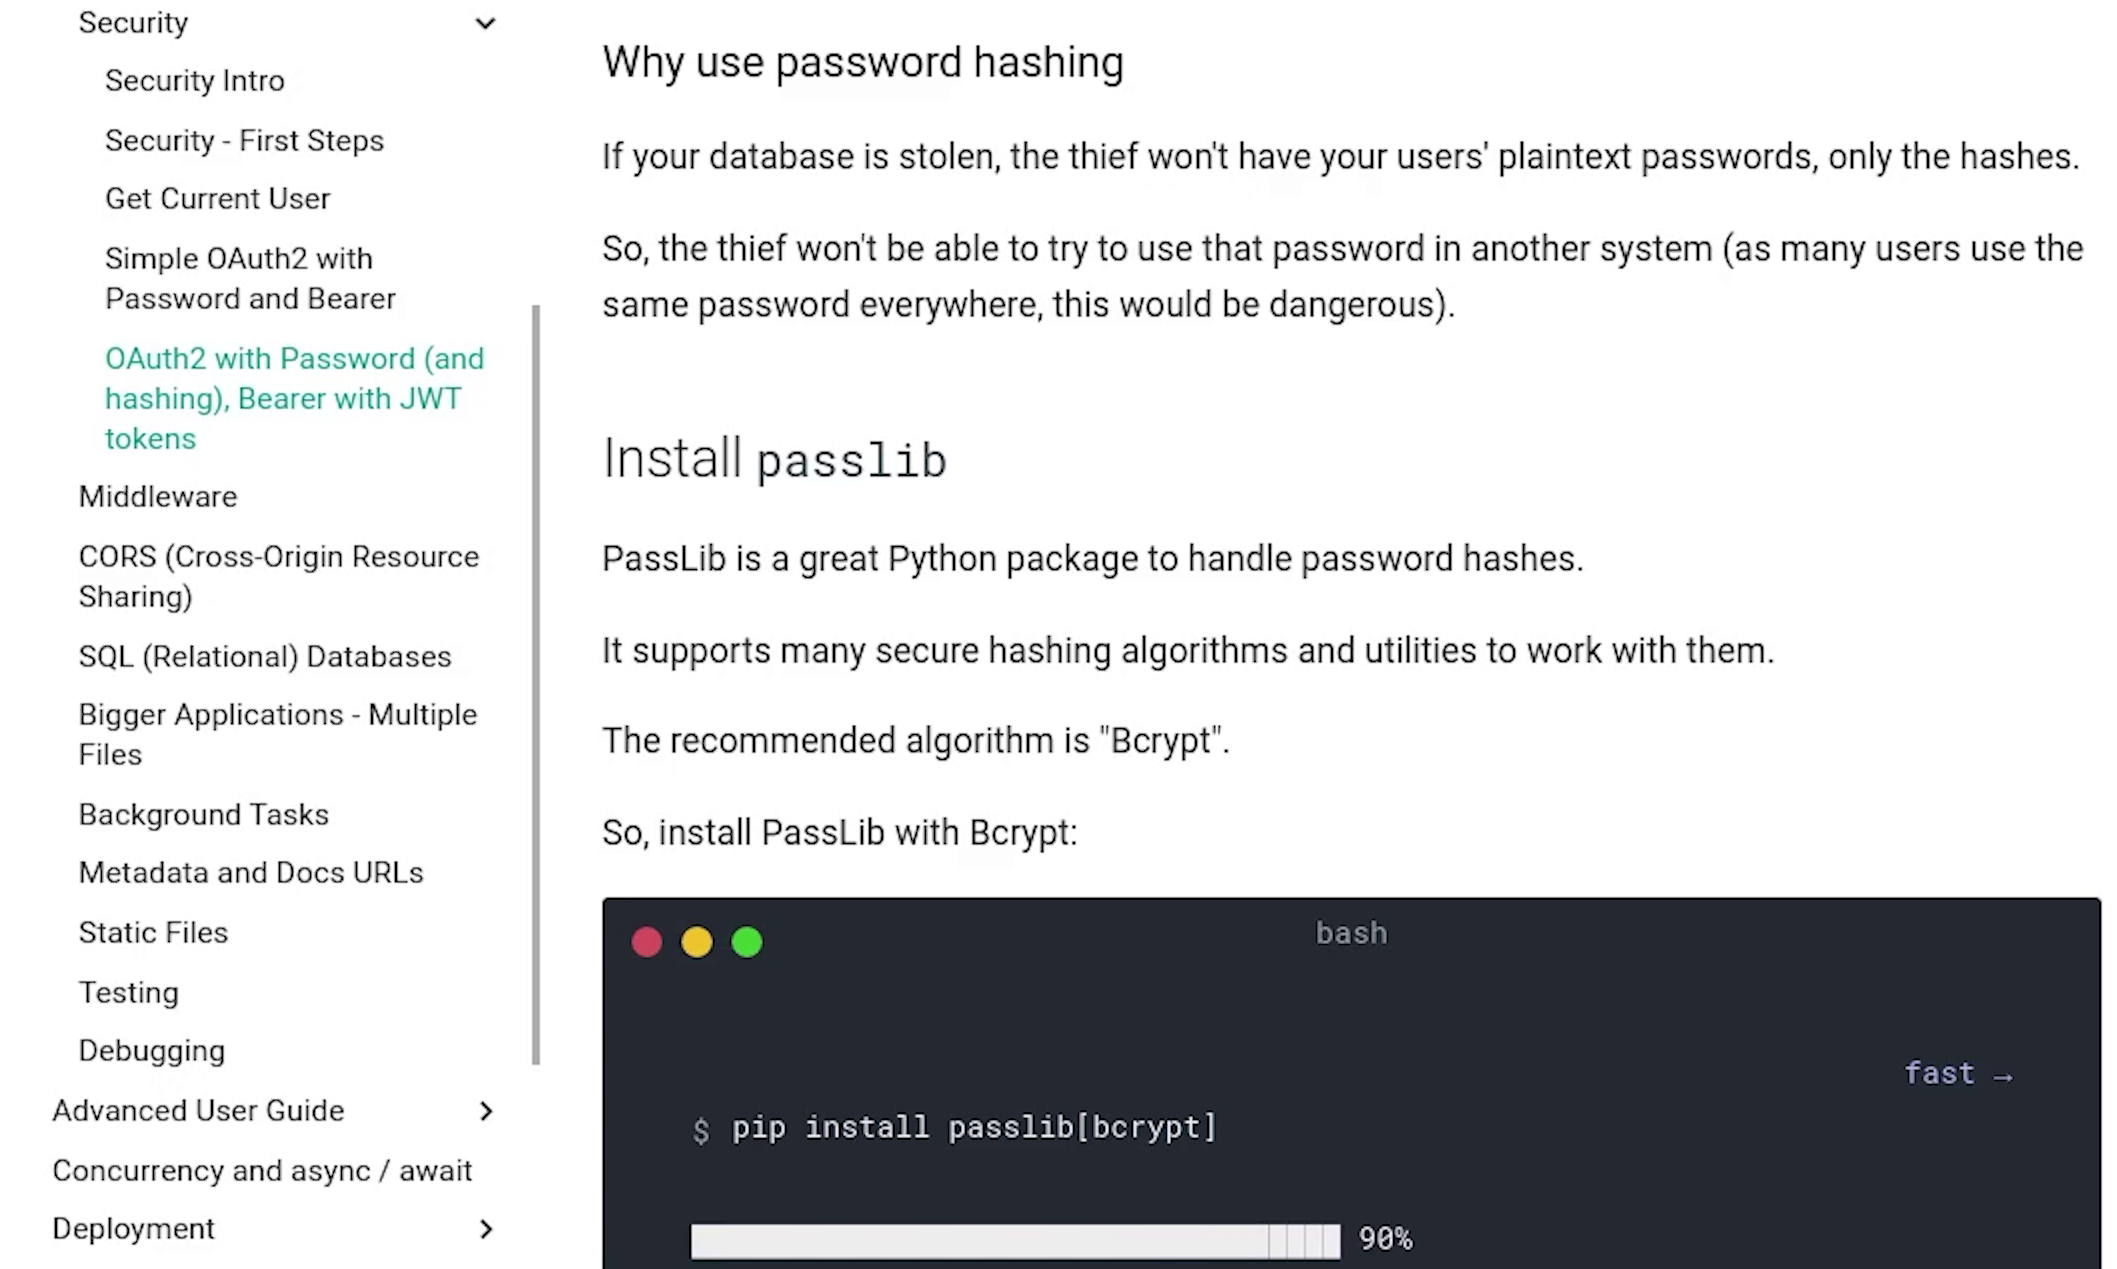 Security
Security Intro
Security - First Steps
Get Current User
Simple OAuth2 with
Password and Bearer
OAuth2 with Password (and
hashing), Bearer with JWT
tokens
Middleware
CORS (Cross-Origin Resource
Sharing)
SQL (Relational) Databases
Bigger Applications - Multiple
Files
Background Tasks
Metadata and Docs URLs
Static Files
Testing
Debugging
Advanced User Guide
Concurrency and async / await
Deployment
Why use password hashing
If your database is stolen, the thief won't have your users' plaintext passwords, only the hashes.
So, the thief won't be able to try to use that password in another system (as many users use the
same password everywhere, this would be dangerous).
Install passlib
PassLib is a great Python package to handle password hashes.
It supports many secure hashing algorithms and utilities to work with them.
The recommended algorithm is "Bcrypt".
So, install PassLib with Bcrypt:
bash
fast →
$ pip install passlib[bcrypt]
90%